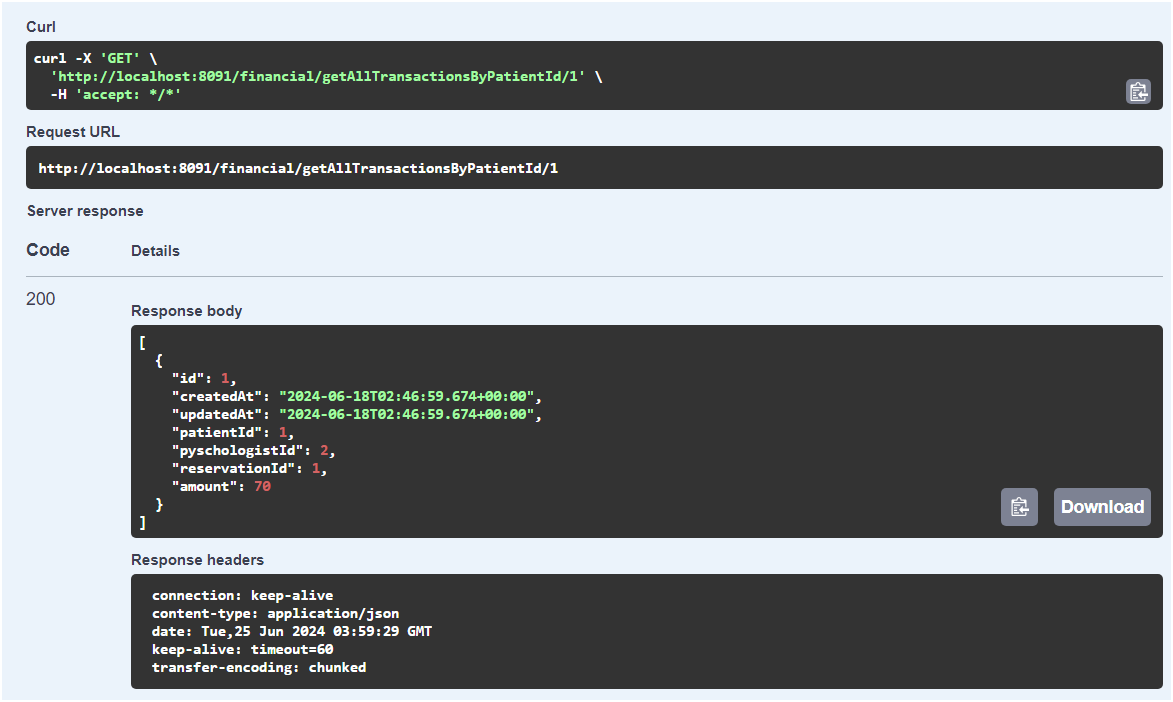 Curl
curl -X 'GET' \
  'http://localhost:8091/financial/getAllTransactionsByPatientId/1' \
  -H 'accept: */*'
Request URL
http://localhost:8091/financial/getAllTransactionsByPatientId/1
Server response
Code Details
200
Response body
[
  {
    "id": 1,
    "createdAt": "2024-06-18T02:46:59.674+00:00",
    "updatedAt": "2024-06-18T02:46:59.674+00:00",
    "patientId": 1,
    "pyschologistId": 2,
    "reservationId": 1,
    "amount": 70
  }
]
Download
Response headers
connection: keep-alive
content-type: application/json
date: Tue,25 Jun 2024 03:59:29 GMT
keep-alive: timeout=60
transfer-encoding: chunked